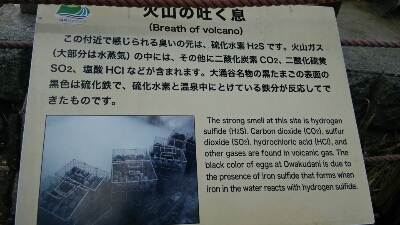 火山の吐く息
(Breath of volcano)
この付近で感じられる臭いの元は、硫化水素H2Sです。火山ガス
(大部分は水蒸気)の中には、その他に二酸化炭素CO2、二酸化硫黄
SO2、塩酸HClなどが含まれます。大涌谷名物の黒たまごの表面の
黒色は硫化鉄で、硫化水素と温泉中にとけている鉄分が反応してで
きたものです。
The strong smell at this site is hydrogen
sulfide (H2S). Carbon dioxide (CO2), sulfur
dioxide (SO2), hydrochloric acid (HCl), and
other gases are found in volcanic gas. The
black color of eggs at Owakudani is due to
the presence of iron sulfide that forms when
iron in the water reacts with hydrogen sulfide.